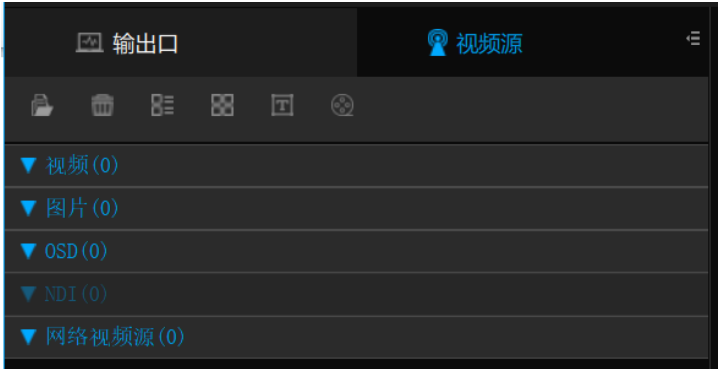 输出口 视频源
T
▼ 视频(0)
▼ 图片(0)
▼ OSD(0)
▼ NDI(0)
▼ 网络视频源(0)